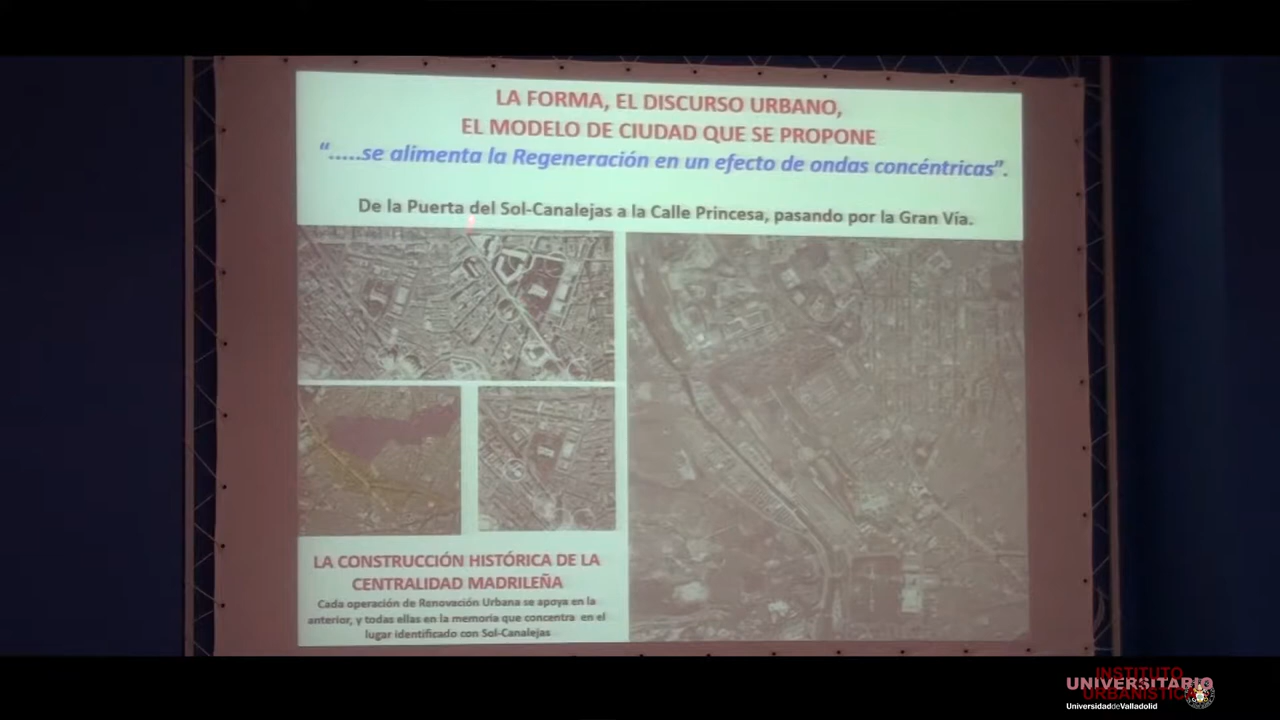 LA FORMA, EL DISCURSO URBANO,
EL MODELO DE CIUDAD QUE SE PROPONE
“.....se alimenta la Regeneración en un efecto de ondas concéntricas”.
De la Puerta del Sol-Canalejas a la Calle Princesa, pasando por la Gran Vía.
LA CONSTRUCCIÓN HISTÓRICA DE LA
CENTRALIDAD MADRILEÑA
Cada operación de Renovación Urbana se apoya en la
anterior, y todas ellas en la memoria que concentra en el
lugar identificado con Sol-Canalejas
INSTITUTO
UNIVERSITARIO
URBANÍSTICA
UniversidaddeValladolid